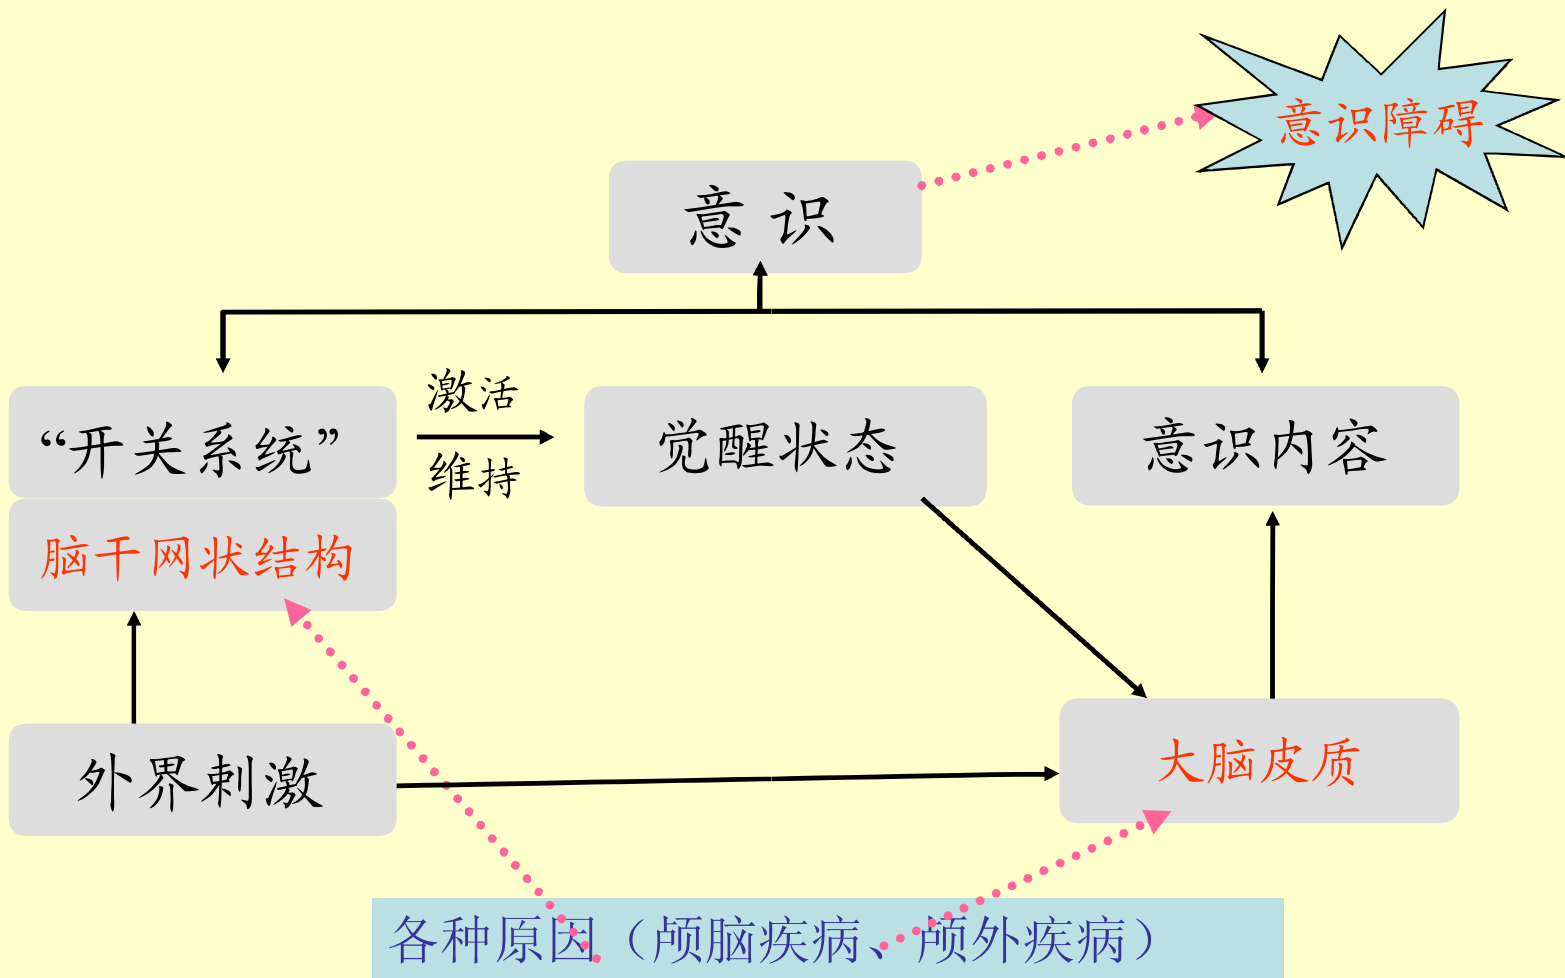 意识障碍
意 识
激活
“开关系统”
觉醒状态
意识内容
维持
脑干网状结构
外界刺激
大脑皮质
各种原因（颅脑疾病、颅外疾病）